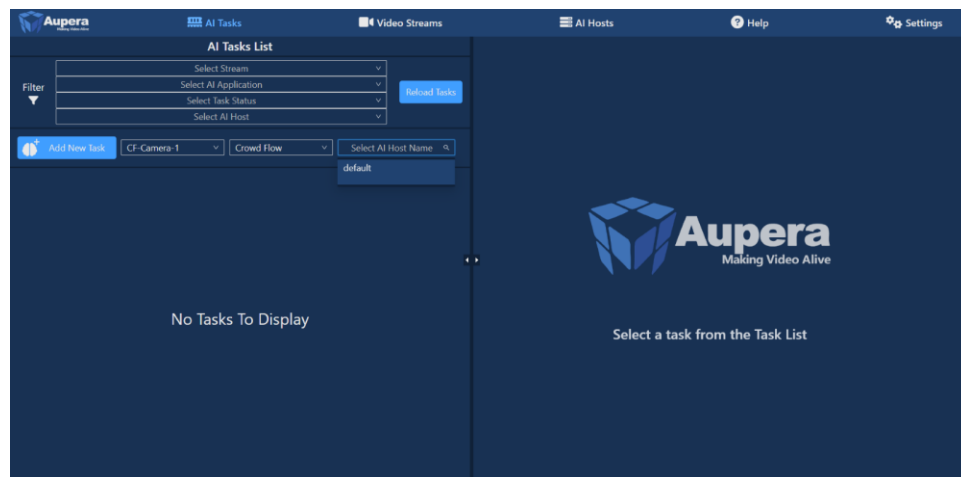 Aupera
Making Video Alive
AI Tasks
Video Streams
AI Hosts
Help
Settings
AI Tasks List
Filter
Select Stream
Select AI Application
Select Task Status
Select AI Host
Reload Tasks
Add New Task
CF-Camera-1
Crowd Flow
Select AI Host Name
default
No Tasks To Display
Aupera
Making Video Alive
Select a task from the Task List